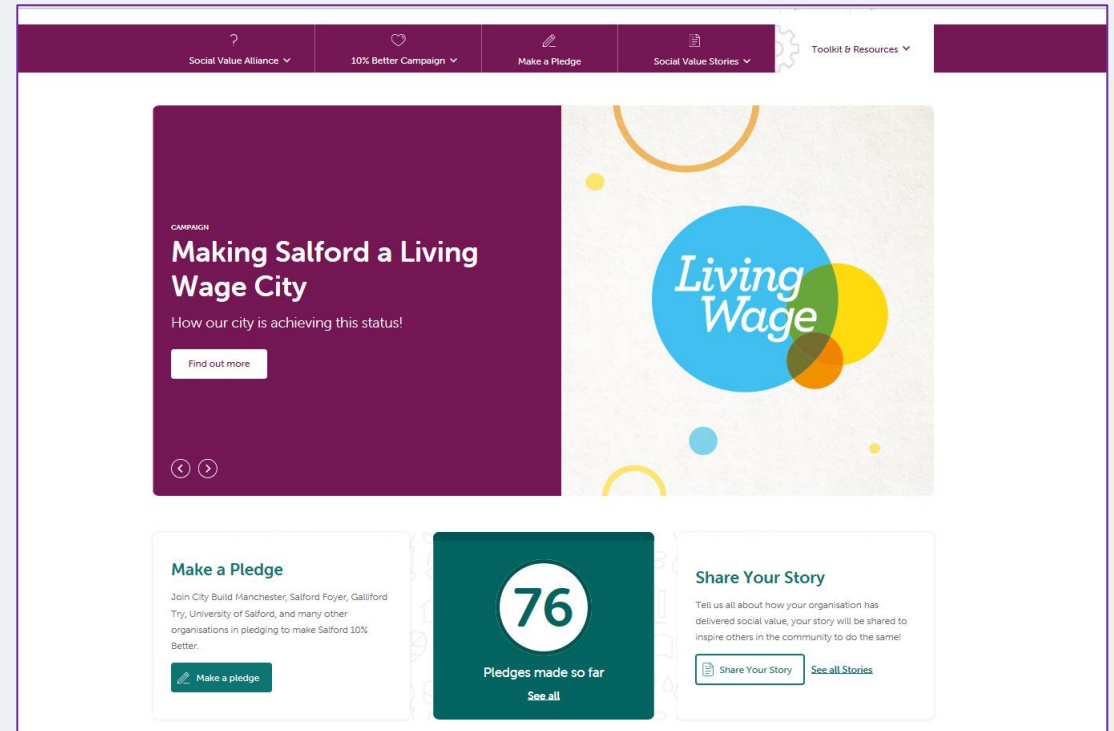 ?
Social Value Alliance
10% Better Campaign
Make a Pledge
Social Value Stories
Toolkit & Resources
CAMPAIGN
Making Salford a Living
Wage City
How our city is achieving this status!
Find out more
Living
Wage
Make a Pledge
Join City Build Manchester, Salford Foyer, Galliford
Try, University of Salford, and many other
organisations in pledging to make Salford 10%
Better.
Make a pledge
76
Pledges made so far
See all
Share Your Story
Tell us all about how your organisation has
delivered social value, your story will be shared to
inspire others in the community to do the same!
Share Your Story
See all Stories